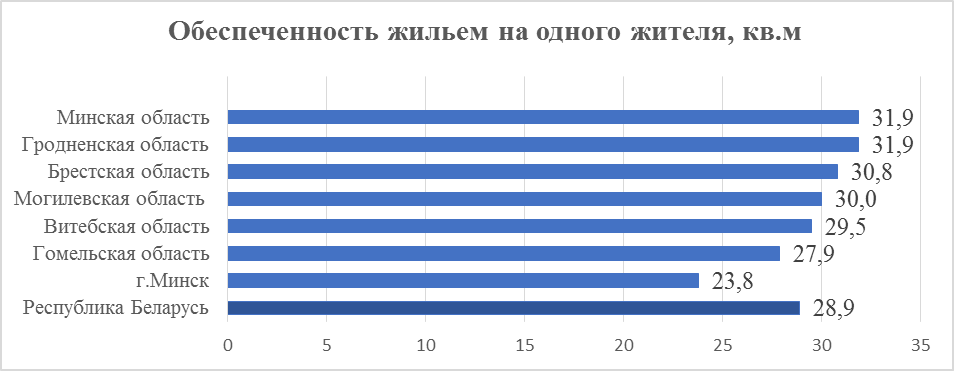 Обеспеченность жильем на одного жителя, кв.м
Минская область 31,9
Гродненская область 31,9
Брестская область 30,8
Могилевская область 30,0
Витебская область 29,5
Гомельская область 27,9
г.Минск 23,8
Республика Беларусь 28,9
0 5 10 15 20 25 30 35